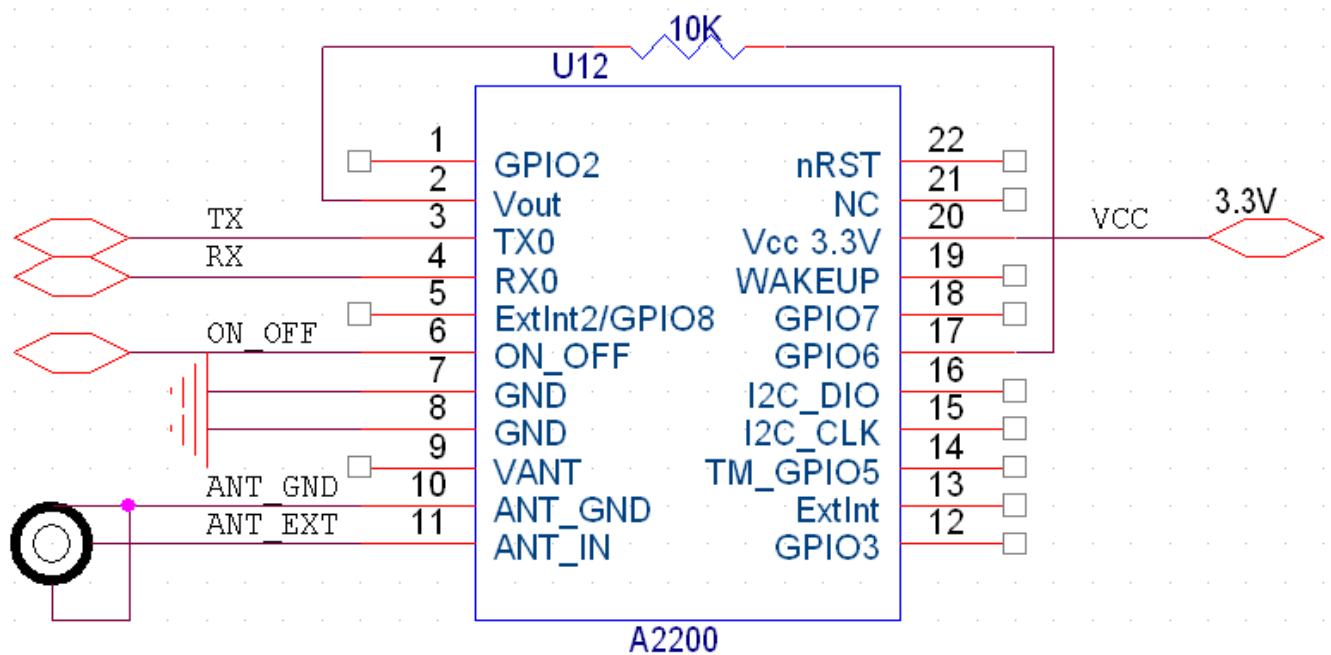 10K
U12
1
GPIO2
2
Vout
TX
3
TX0
RX
4
RX0
5
ExtInt2/GPIO8
ON_OFF
6
ON_OFF
7
GND
8
GND
9
VANT
ANT_GND
10
ANT_GND
ANT_EXT
11
ANT_IN
22
nRST
21
NC
20
Vcc 3.3V
VCC
3.3V
19
WAKEUP
18
GPIO7
17
GPIO6
16
I2C_DIO
15
I2C_CLK
14
TM_GPIO5
13
ExtInt
12
GPIO3
A2200